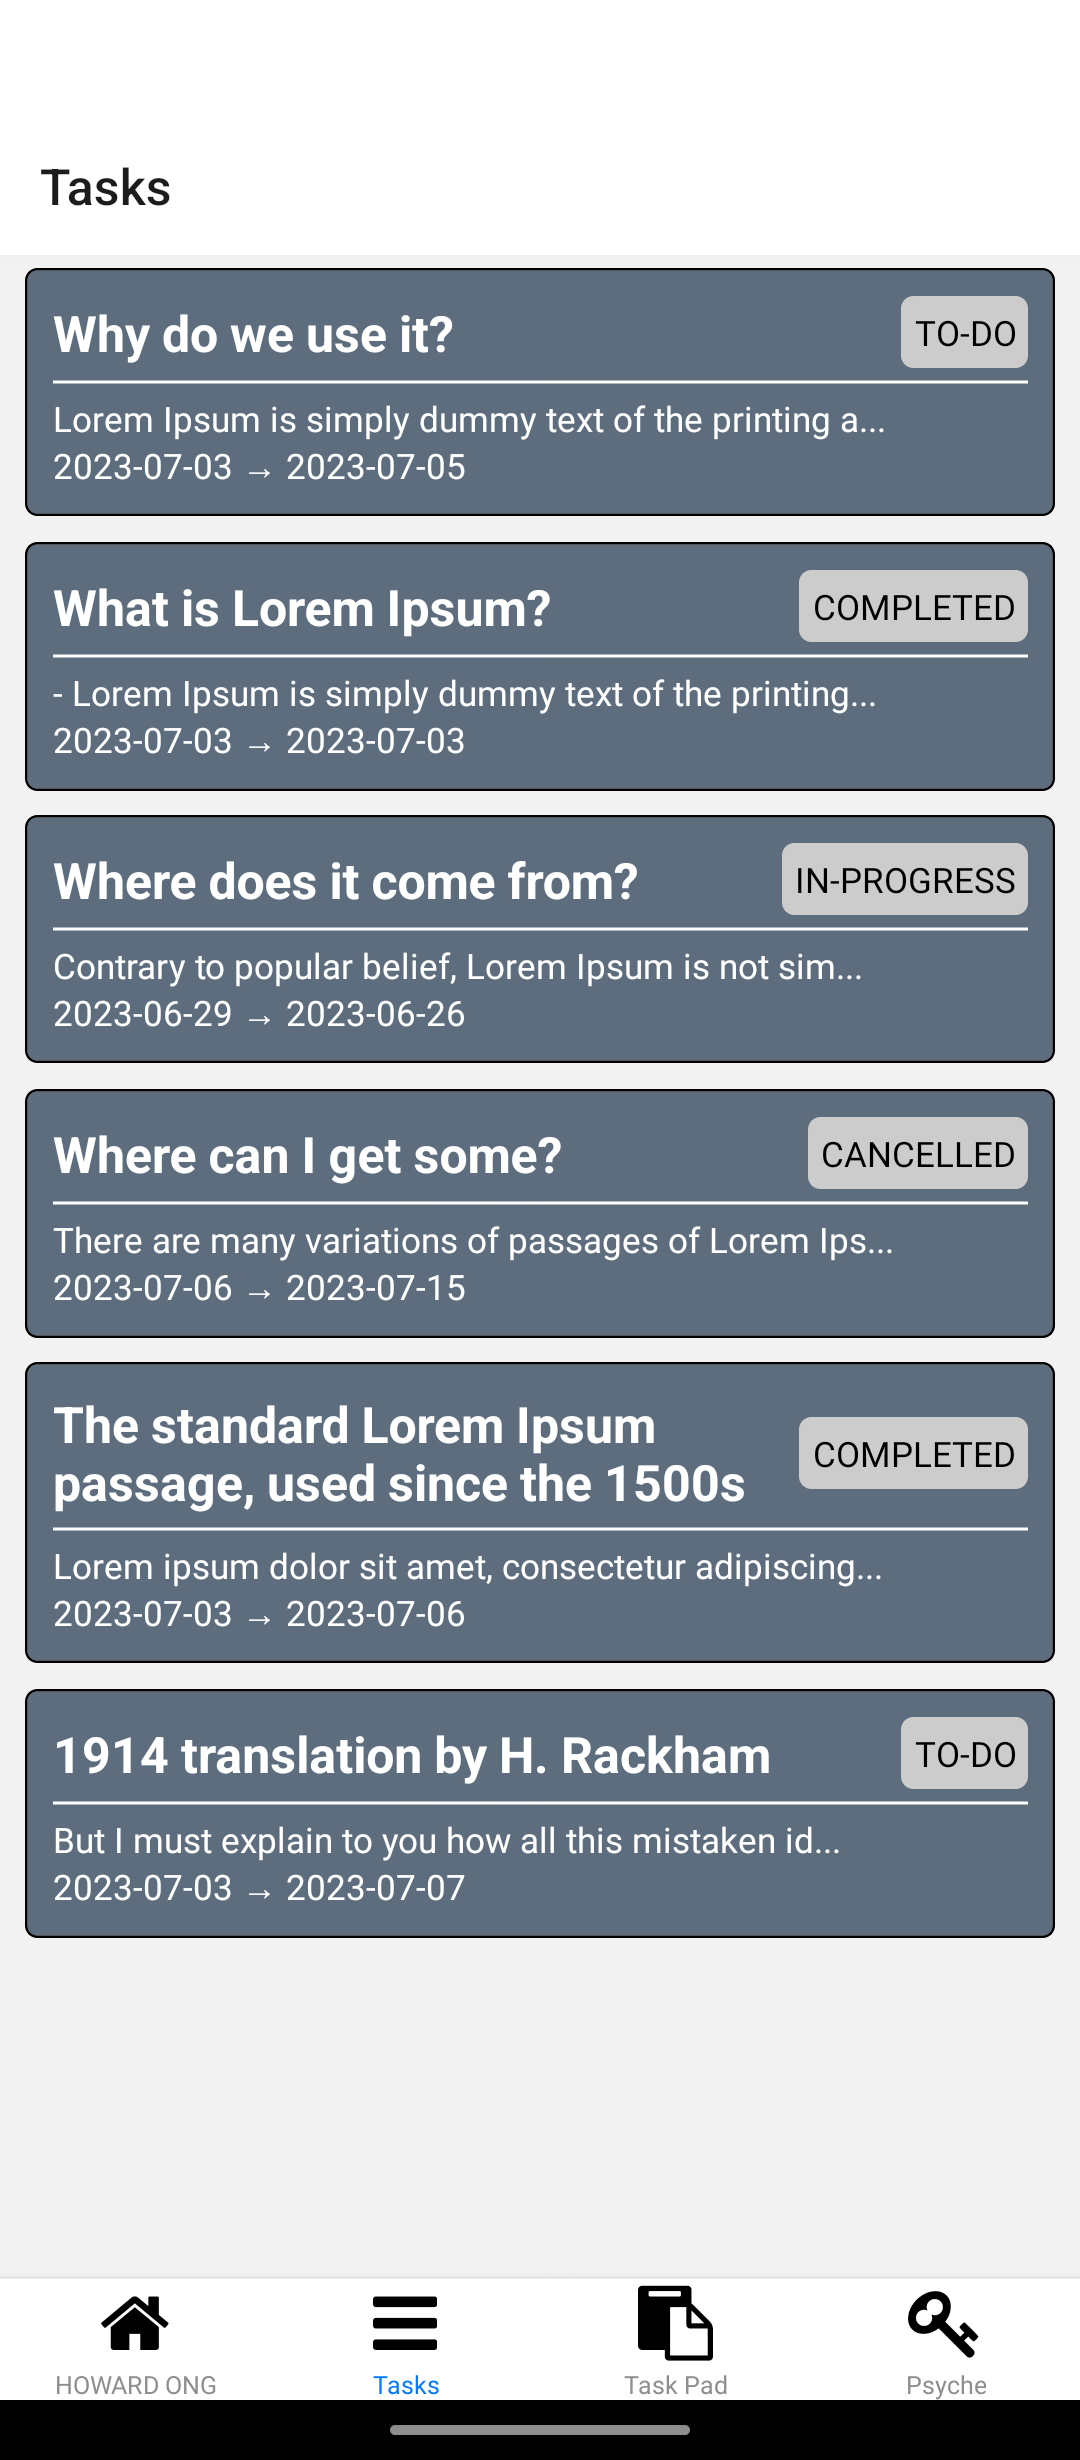 Tasks
Why do we use it?
TO-DO
Lorem Ipsum is simply dummy text of the printing a...
2023-07-03 → 2023-07-05
What is Lorem Ipsum?
COMPLETED
- Lorem Ipsum is simply dummy text of the printing...
2023-07-03 → 2023-07-03
Where does it come from?
IN-PROGRESS
Contrary to popular belief, Lorem Ipsum is not sim...
2023-06-29 → 2023-06-26
Where can I get some?
CANCELLED
There are many variations of passages of Lorem Ips...
2023-07-06 → 2023-07-15
The standard Lorem Ipsum
passage, used since the 1500s
COMPLETED
Lorem ipsum dolor sit amet, consectetur adipiscing...
2023-07-03 → 2023-07-06
1914 translation by H. Rackham
TO-DO
But I must explain to you how all this mistaken id...
2023-07-03 → 2023-07-07
HOWARD ONG
Tasks
Task Pad
Psyche